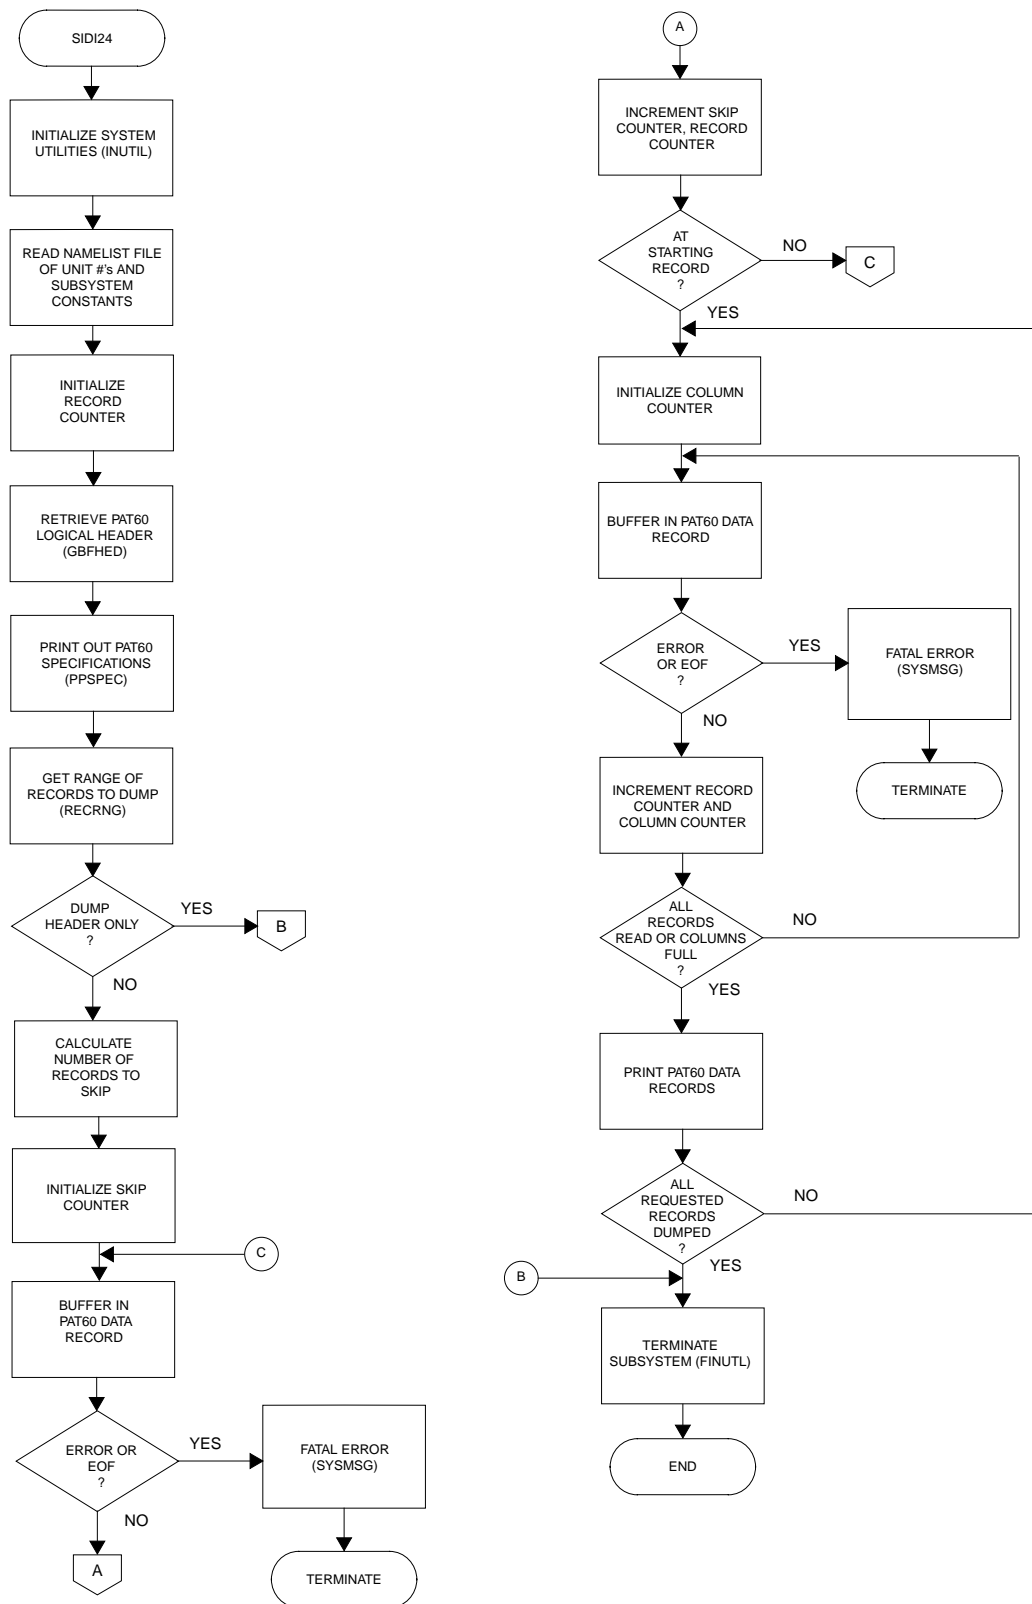 SIDI24
INITIALIZE SYSTEM
UTILITIES (INUTIL)
READ NAMELIST FILE
OF UNIT #'s AND
SUBSYSTEM
CONSTANTS
INITIALIZE
RECORD
COUNTER
RETRIEVE PAT60
LOGICAL HEADER
(GBFHED)
PRINT OUT PAT60
SPECIFICATIONS
(PPSPEC)
GET RANGE OF
RECORDS TO DUMP
(RECRNG)
DUMP
HEADER ONLY
?
YES
B
NO
CALCULATE
NUMBER OF
RECORDS TO
SKIP
INITIALIZE SKIP
COUNTER
C
BUFFER IN
PAT60 DATA
RECORD
ERROR OR
EOF
?
YES
FATAL ERROR
(SYSMSG)
TERMINATE
NO
A
A
INCREMENT SKIP
COUNTER, RECORD
COUNTER
AT
STARTING
RECORD
?
NO
C
YES
INITIALIZE COLUMN
COUNTER
BUFFER IN PAT60 DATA
RECORD
ERROR
OR EOF
?
YES
FATAL ERROR
(SYSMSG)
TERMINATE
NO
INCREMENT RECORD
COUNTER AND
COLUMN COUNTER
ALL
RECORDS
READ OR COLUMNS
FULL
?
NO
YES
PRINT PAT60 DATA
RECORDS
ALL
REQUESTED
RECORDS
DUMPED
?
NO
YES
B
TERMINATE
SUBSYSTEM (FINUTL)
END